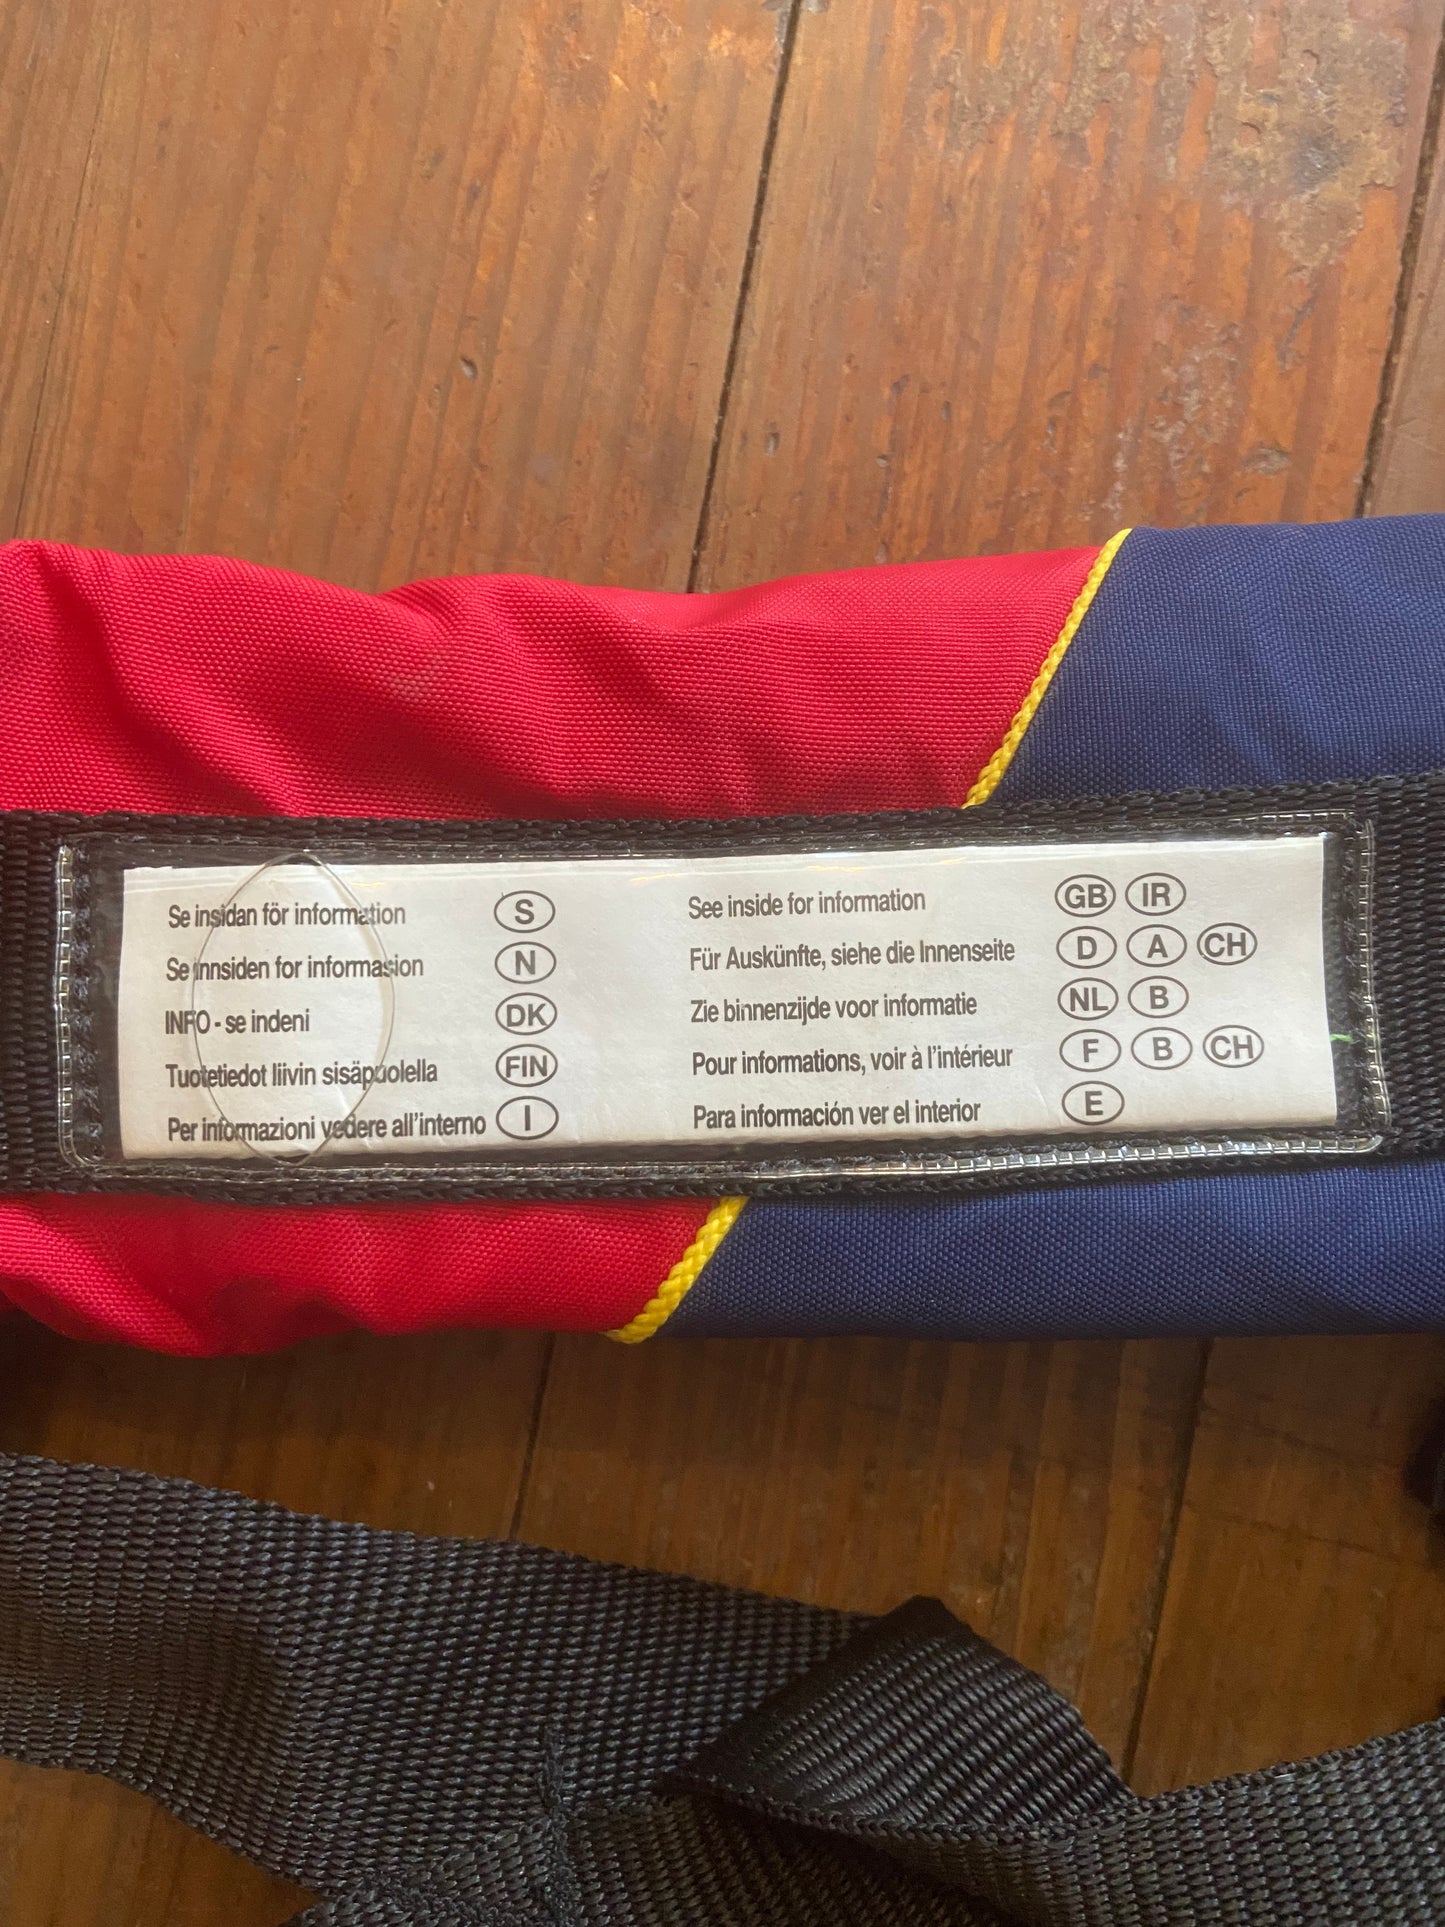 Se insidan för information S
Se innsiden for informasion N
INFO - se indeni DK
Tuotetiedot liivin sisäpuolella FIN
Per informazioni vedere all'interno I
See inside for information GB IR
Für Auskünfte, siehe die Innenseite D A CH
Zie binnenzijde voor informatie NL B
Pour informations, voir à l'intérieur F B CH
Para información ver el interior E